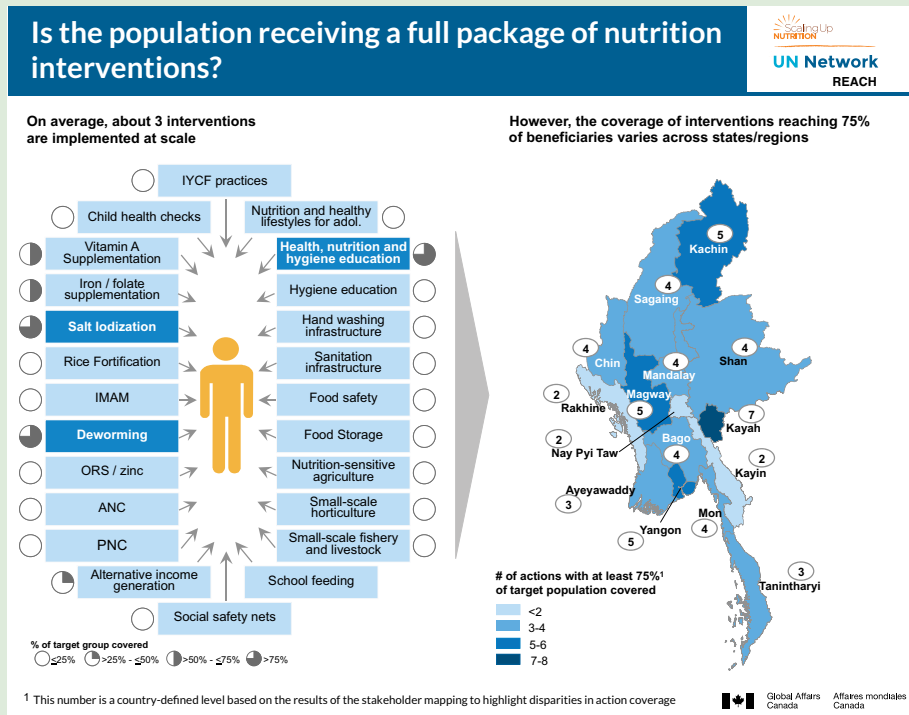 Is the population receiving a full package of nutrition
interventions?
Scaling Up
NUTRITION
UN Network
REACH
On average, about 3 interventions
are implemented at scale
However, the coverage of interventions reaching 75%
of beneficiaries varies across states/regions
IYCF practices
Child health checks
Nutrition and healthy
lifestyles for adol.
Vitamin A
Supplementation
Health, nutrition and
hygiene education
Iron / folate
supplementation
Hygiene education
Salt Iodization
Hand washing
infrastructure
Rice Fortification
Sanitation
infrastructure
IMAM
Food safety
Deworming
Food Storage
ORS / zinc
Nutrition-sensitive
agriculture
ANC
Small-scale
horticulture
PNC
Small-scale fishery
and livestock
Alternative income
generation
School feeding
Social safety nets
% of target group covered
≤25%
>25% - ≤50%
>50% - ≤75%
>75%
5
Kachin
4
Sagaing
4
Chin
4
Mandalay
4
Shan
Magway
5
2
Rakhine
7
Kayah
2
Nay Pyi Taw
Bago
4
2
Kayin
Ayeyawaddy
3
Yangon
5
Mon
4
3
Tanintharyi
# of actions with at least 75%¹
of target population covered
<2
3-4
5-6
7-8
¹ This number is a country-defined level based on the results of the stakeholder mapping to highlight disparities in action coverage
Global Affairs
Canada
Affaires mondiales
Canada